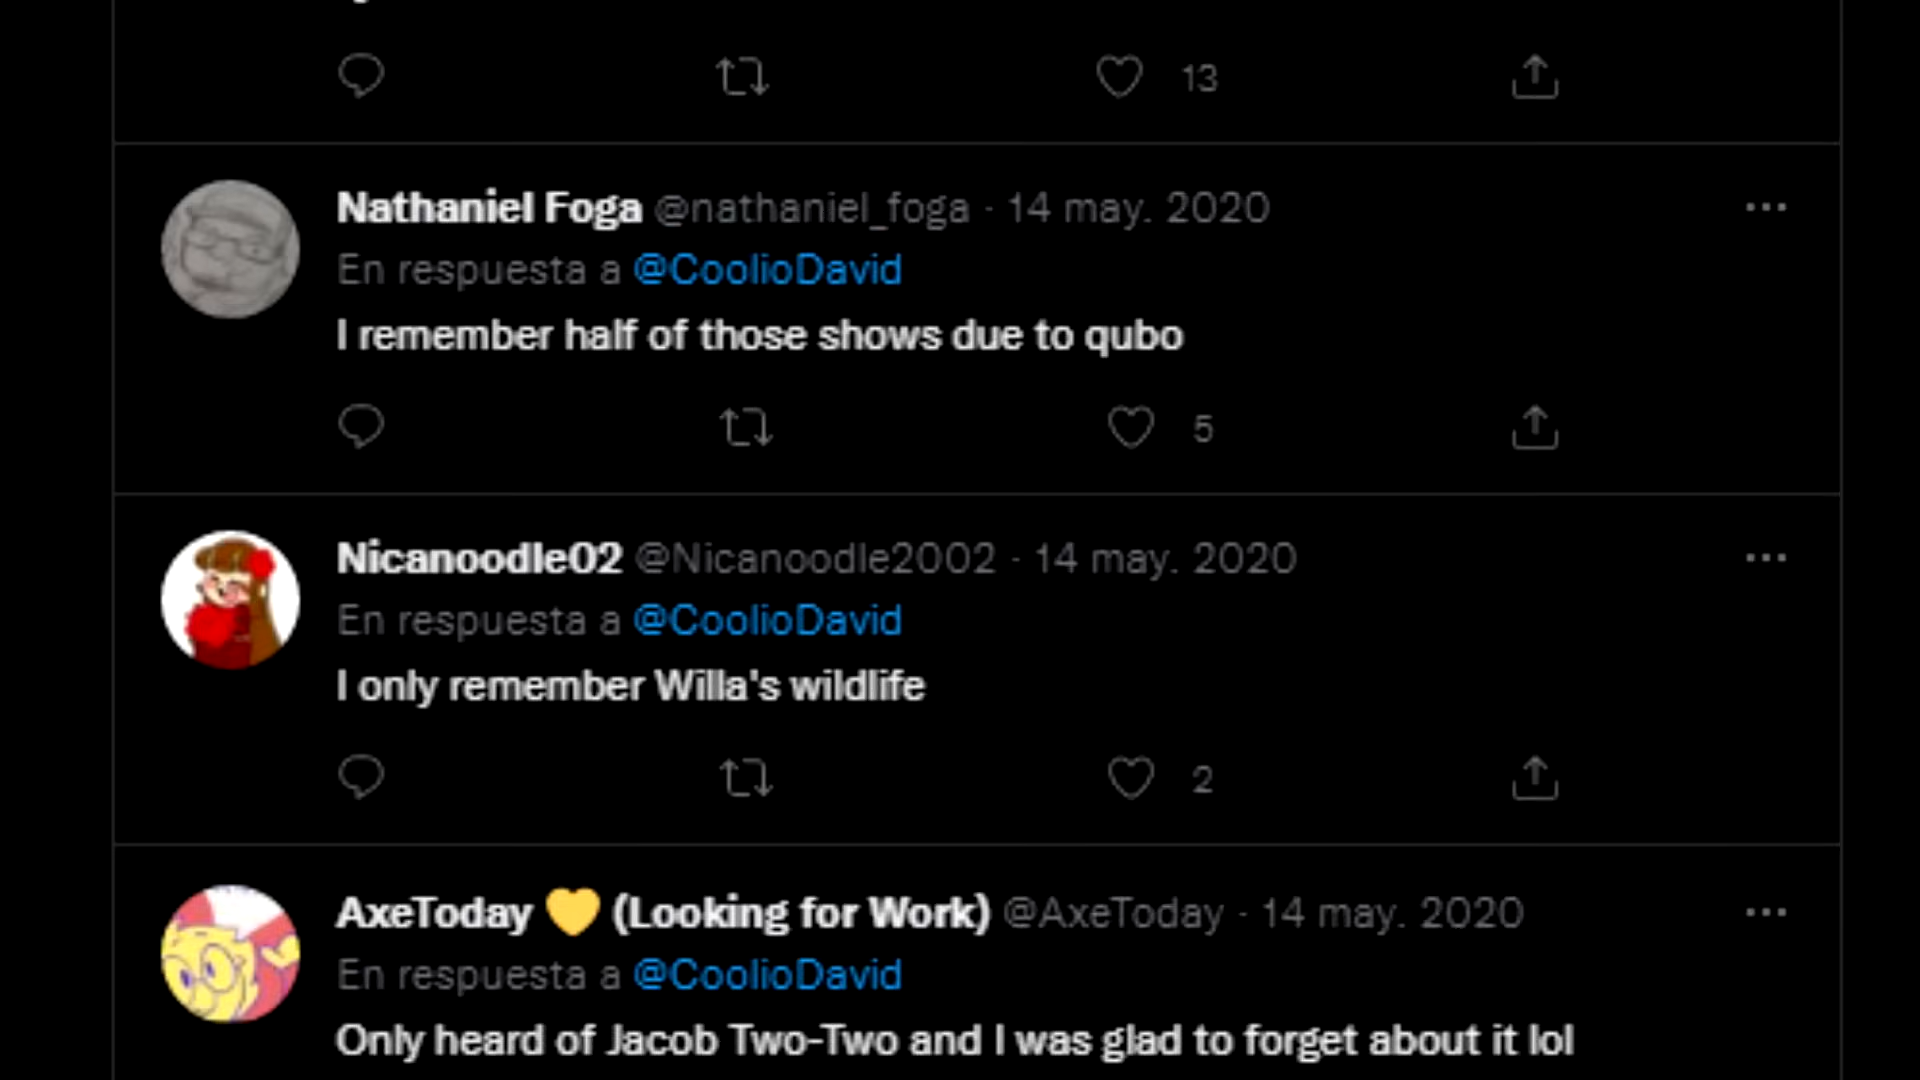 13
Nathaniel Foga @nathaniel_foga · 14 may. 2020
En respuesta a @CoolioDavid
I remember half of those shows due to qubo
5
Nicanoodle02 @Nicanoodle2002 · 14 may. 2020
En respuesta a @CoolioDavid
I only remember Willa's wildlife
2
AxeToday 💛 (Looking for Work) @AxeToday · 14 may. 2020
En respuesta a @CoolioDavid
Only heard of Jacob Two-Two and I was glad to forget about it lol